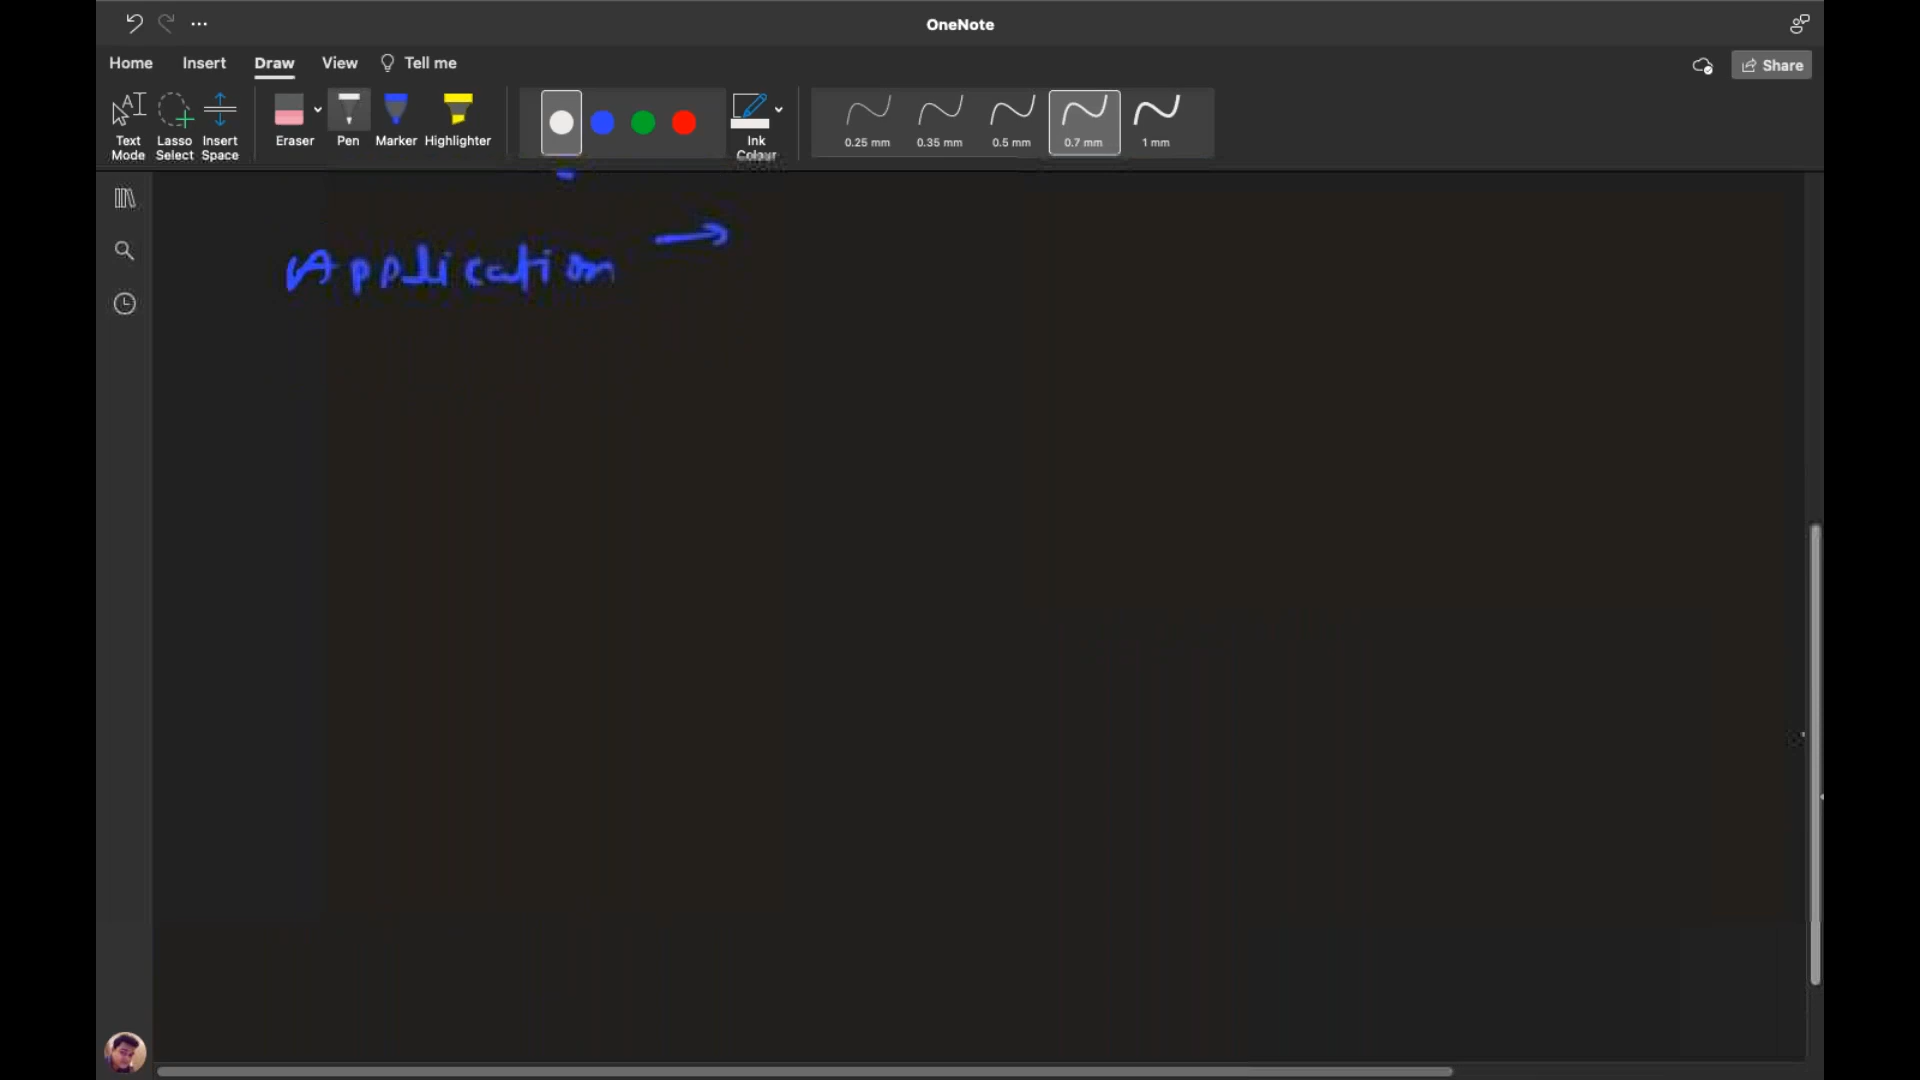 OneNote
Home Insert Draw View Tell me
Share
Text Mode
Lasso Select
Insert Space
Eraser
Pen
Marker
Highlighter
Ink Colour
0.25 mm
0.35 mm
0.5 mm
0.7 mm
1 mm
Application →